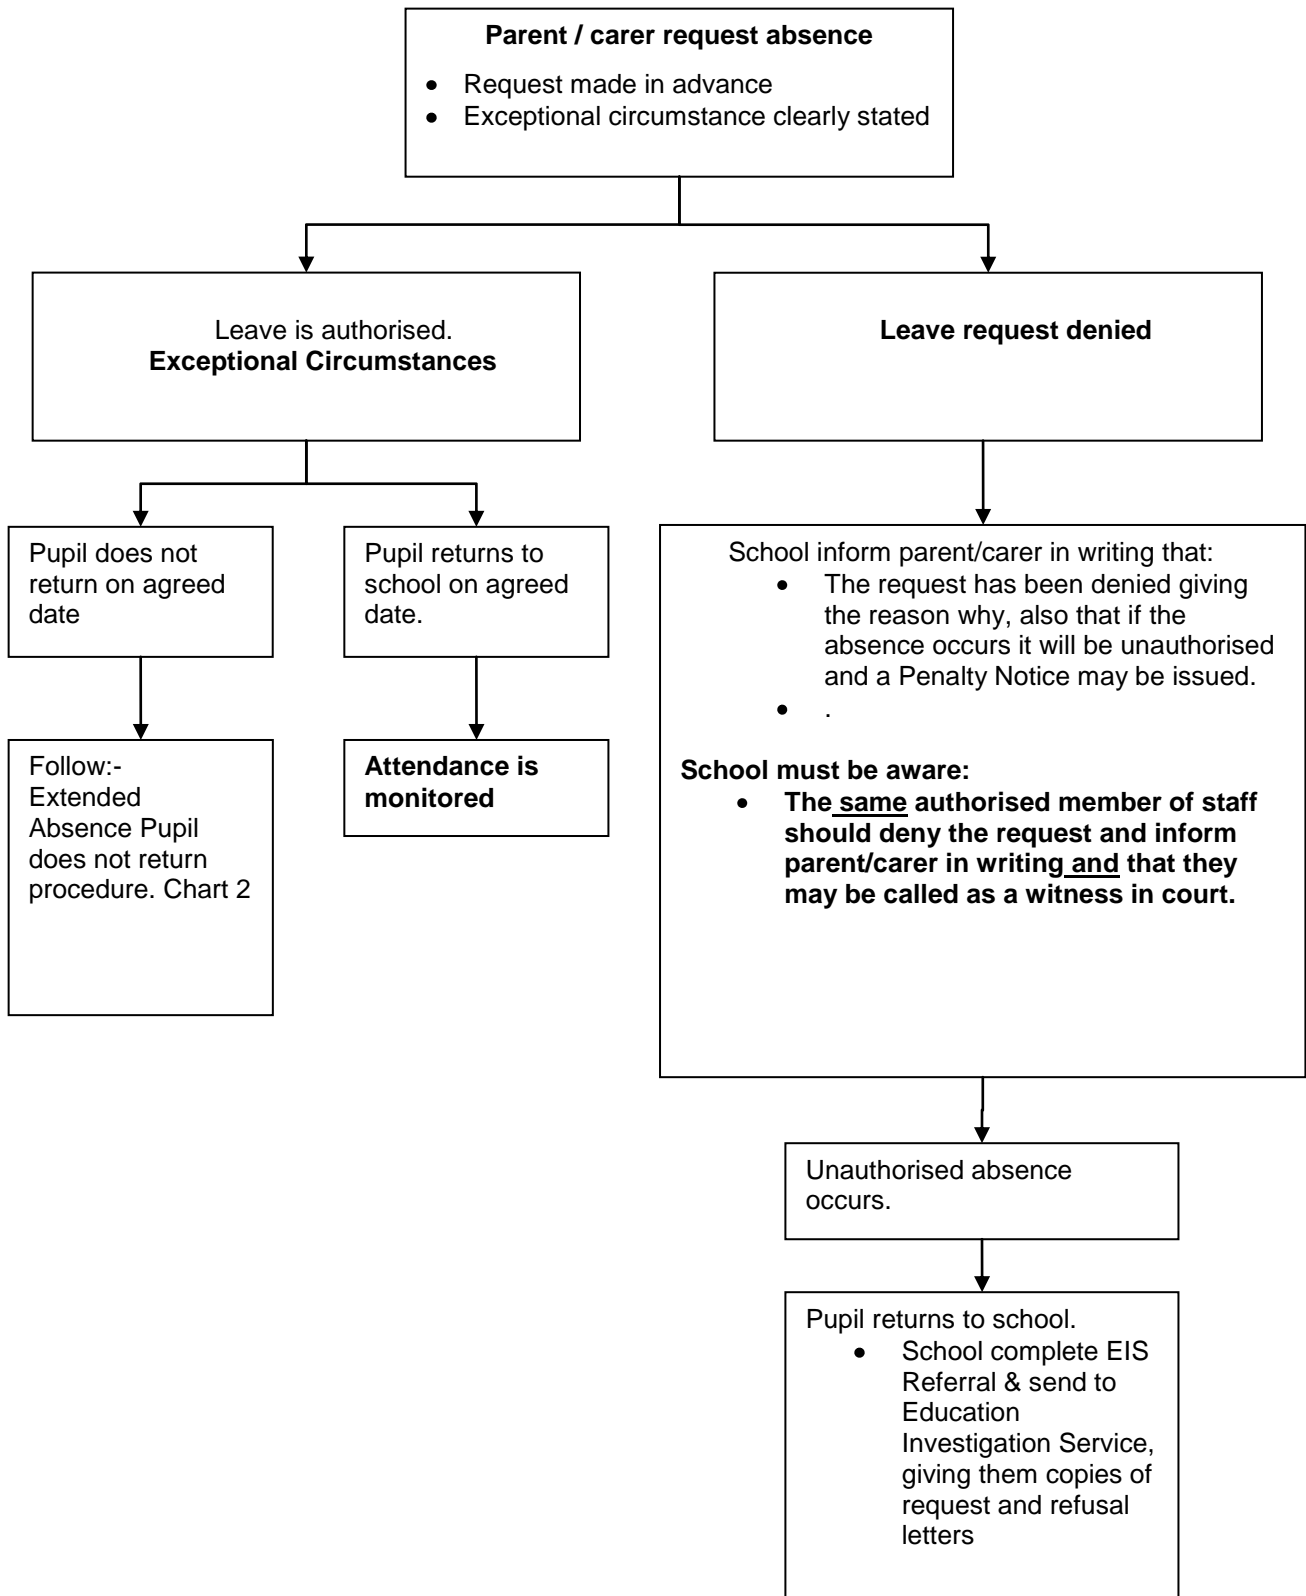 Parent / carer request absence
• Request made in advance
• Exceptional circumstance clearly stated
Leave is authorised.
Exceptional Circumstances
Leave request denied
Pupil does not
return on agreed
date
Pupil returns to
school on agreed
date.
Follow:-
Extended
Absence Pupil
does not return
procedure. Chart 2
Attendance is
monitored
School inform parent/carer in writing that:
• The request has been denied giving
the reason why, also that if the
absence occurs it will be unauthorised
and a Penalty Notice may be issued.
• .
School must be aware:
• The same authorised member of staff
should deny the request and inform
parent/carer in writing and that they
may be called as a witness in court.
Unauthorised absence
occurs.
Pupil returns to school.
• School complete EIS
Referral & send to
Education
Investigation Service,
giving them copies of
request and refusal
letters